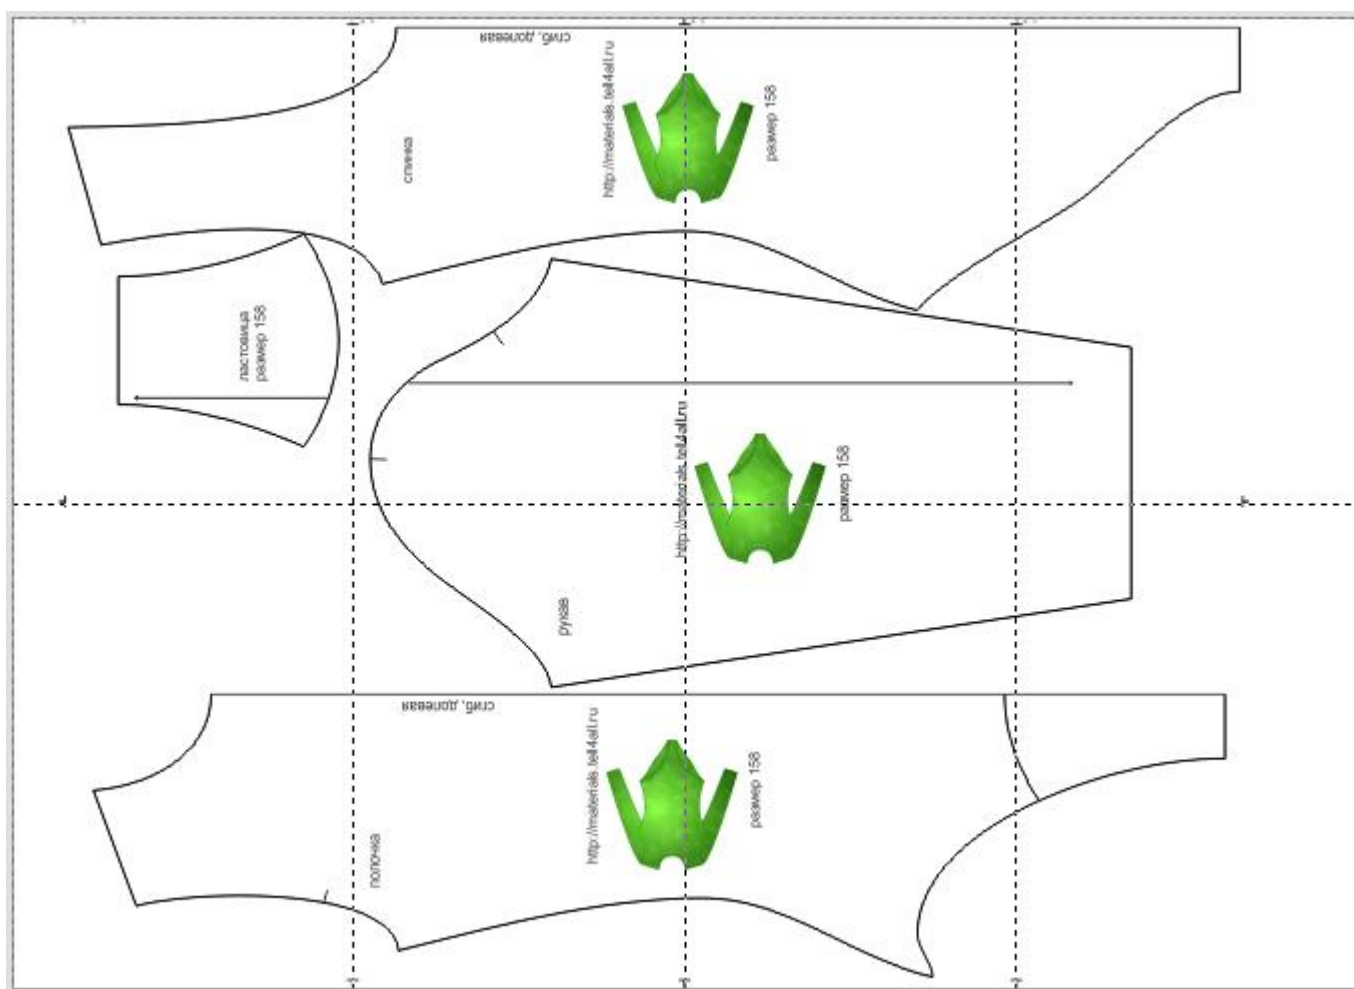 сгиб, долевая
http://materials.tell4all.ru
размер 158
спинка
ластовица
размер 158
http://materials.tell4all.ru
размер 158
рукав
сгиб, долевая
http://materials.tell4all.ru
размер 158
полочка